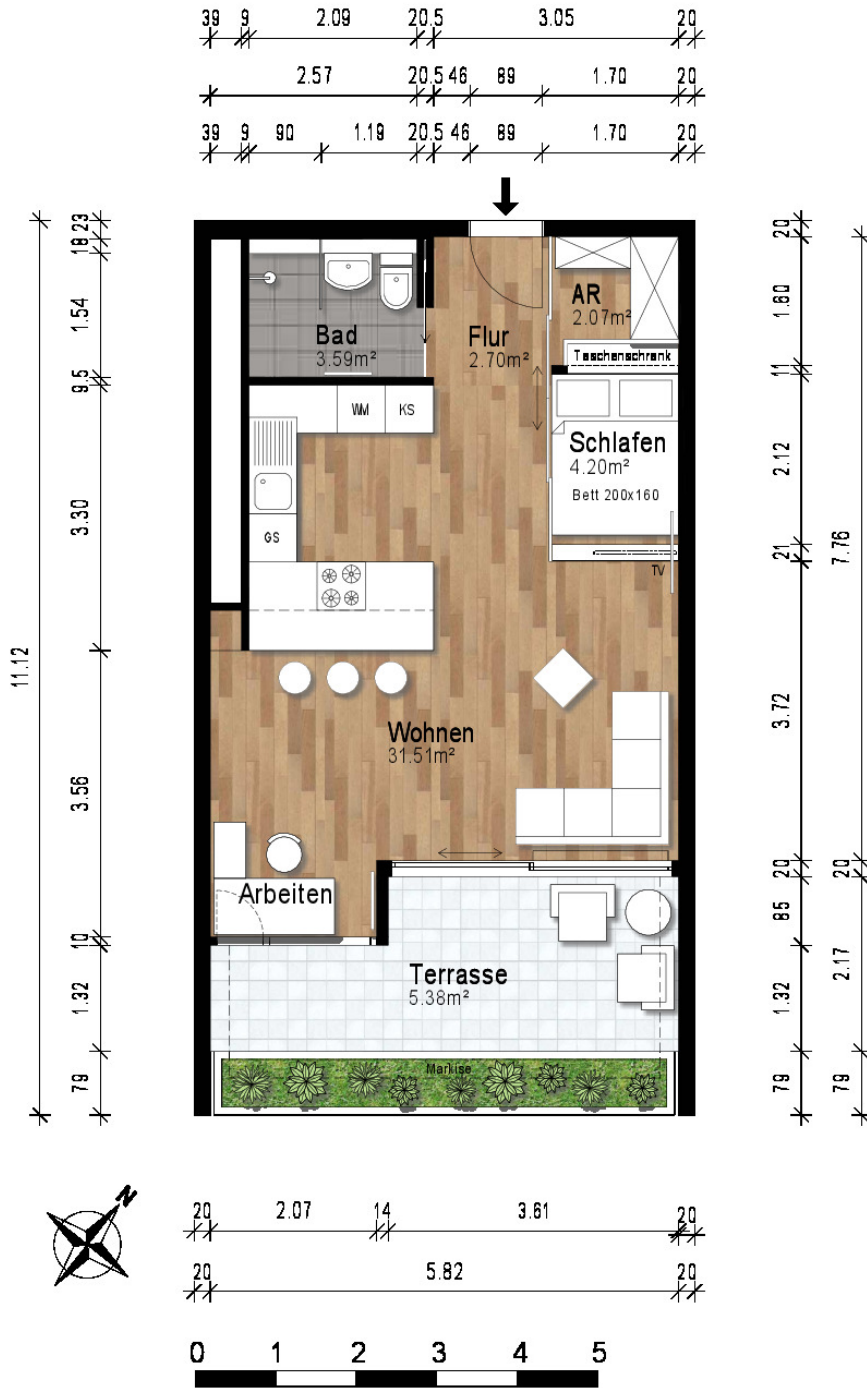 39 9 2.09 20.5 3.05 20
2.57 20.5 46 89 1.70 20
39 9 90 1.19 20.5 46 89 1.70 20
23
18
1.54
9.5
3.30
3.56
10
1.32
79
11.12
20
1.60
11
2.12
21
3.72
20
85
1.32
79
7.76
20
2.17
79
Bad
3.59m²
Flur
2.70m²
AR
2.07m²
Taschenschrank
WM KS
Schlafen
4.20m²
Bett 200x160
GS
TV
Wohnen
31.51m²
Arbeiten
Terrasse
5.38m²
Markise
N
20 2.07 14 3.61 20
20 5.82 20
0 1 2 3 4 5